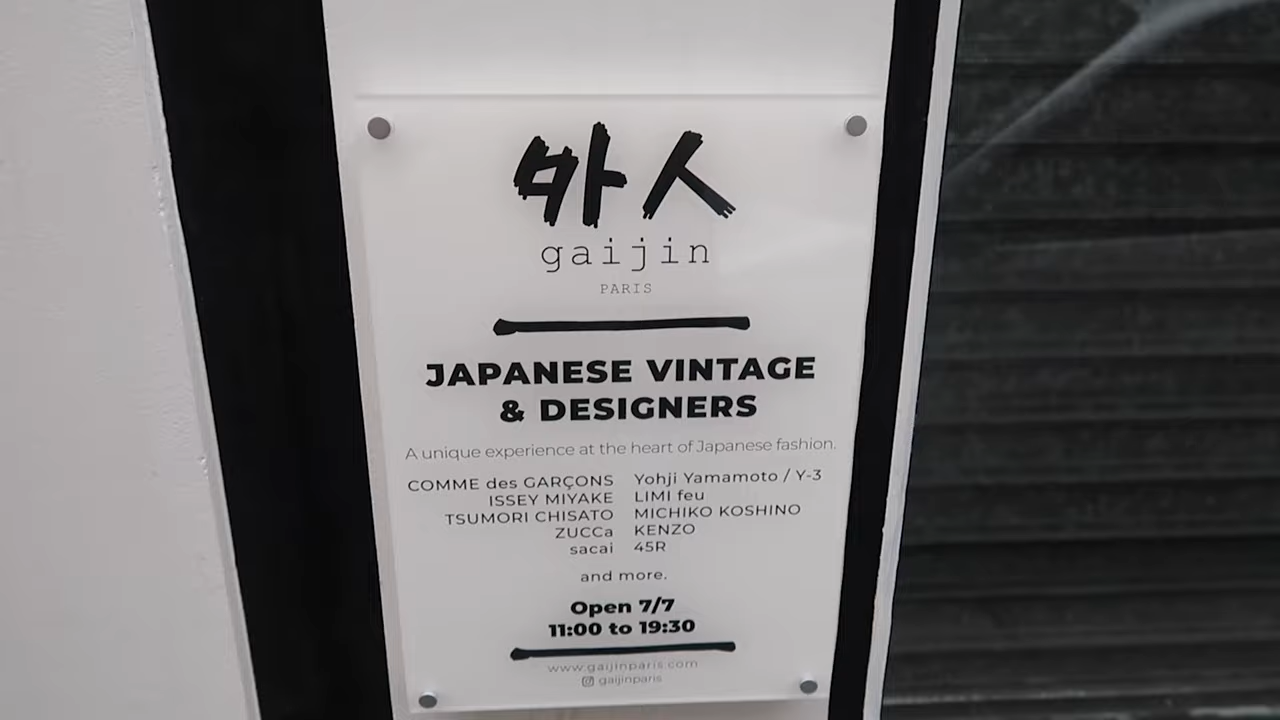 外人
gaijin
PARIS
JAPANESE VINTAGE
& DESIGNERS
A unique experience at the heart of Japanese fashion.
COMME des GARÇONS Yohji Yamamoto / Y-3
ISSEY MIYAKE LIMI feu
TSUMORI CHISATO MICHIKO KOSHINO
ZUCCa KENZO
sacai 45R
and more.
Open 7/7
11:00 to 19:30
www.gaijinparis.com
gaijinparis